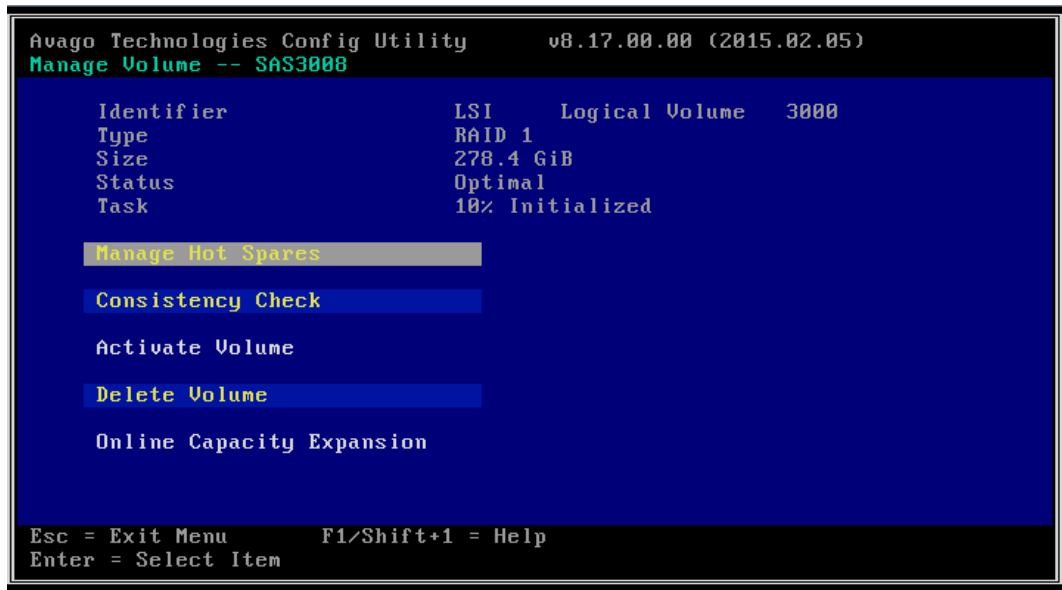 Avago Technologies Config Utility v8.17.00.00 (2015.02.05)
Manage Volume -- SAS3008
Identifier LSI Logical Volume 3000
Type RAID 1
Size 278.4 GiB
Status Optimal
Task 10% Initialized
Manage Hot Spares
Consistency Check
Activate Volume
Delete Volume
Online Capacity Expansion
Esc = Exit Menu F1/Shift+1 = Help
Enter = Select Item